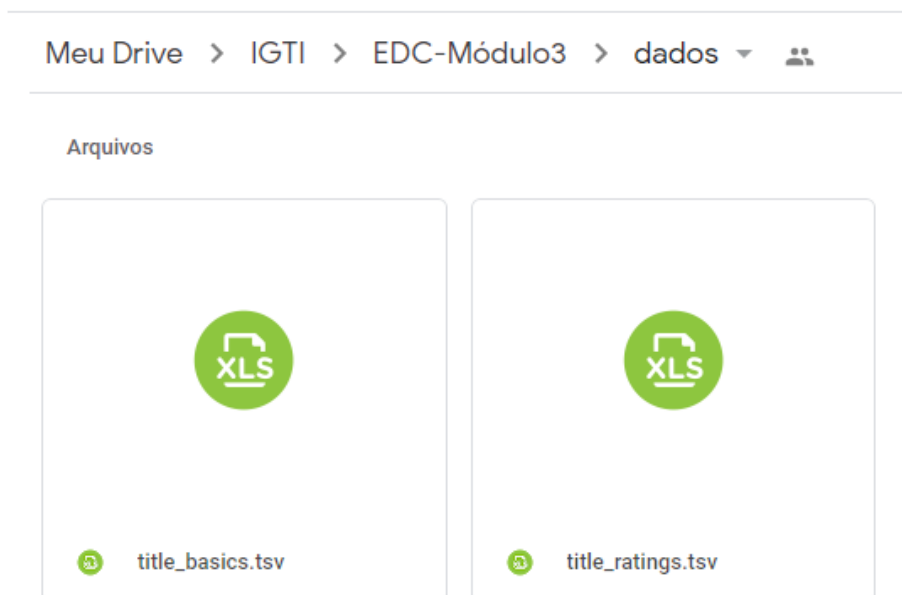 Meu Drive > IGTI > EDC-Módulo3 > dados
Arquivos
XLS XLS
title_basics.tsv title_ratings.tsv